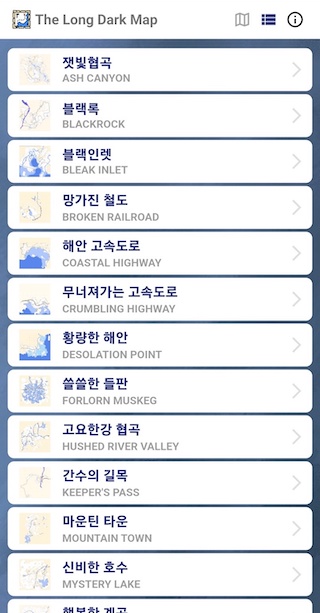 The Long Dark Map
잿빛협곡
ASH CANYON
블랙록
BLACKROCK
블랙인렛
BLEAK INLET
망가진 철도
BROKEN RAILROAD
해안 고속도로
COASTAL HIGHWAY
무너져가는 고속도로
CRUMBLING HIGHWAY
황량한 해안
DESOLATION POINT
쓸쓸한 들판
FORLORN MUSKEG
고요한강 협곡
HUSHED RIVER VALLEY
간수의 길목
KEEPER'S PASS
마운틴 타운
MOUNTAIN TOWN
신비한 호수
MYSTERY LAKE